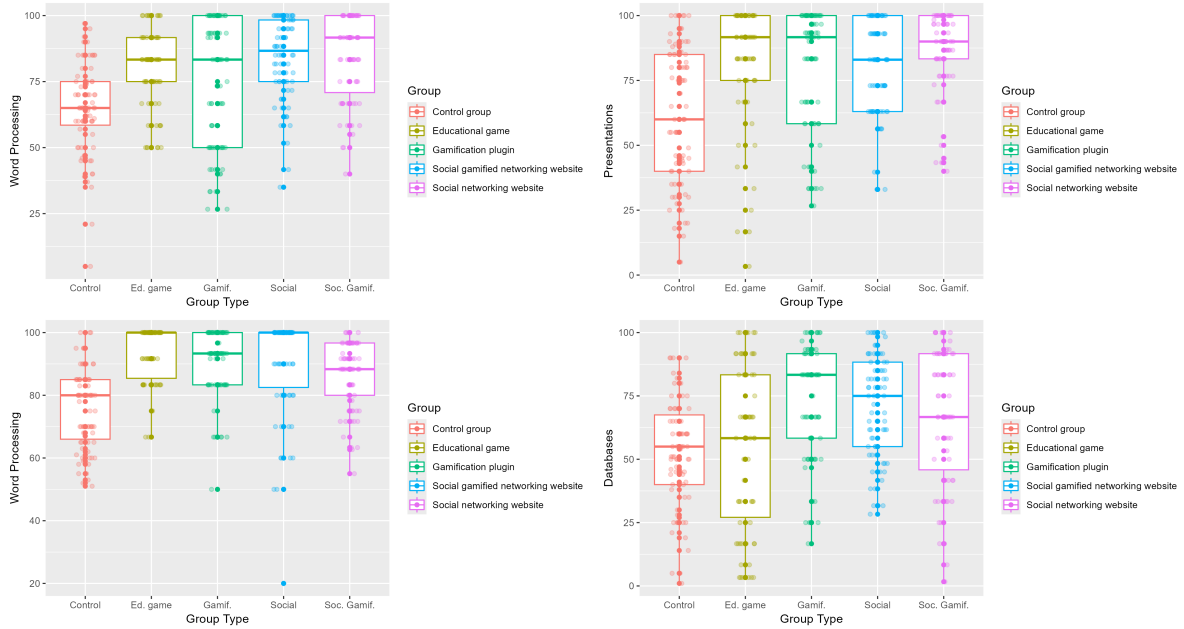 Word Processing
100
75
50
25
Control Ed. game Gamif. Social Soc. Gamif.
Group Type
Group
Control group
Educational game
Gamification plugin
Social gamified networking website
Social networking website
Presentations
100
75
50
25
0
Control Ed. game Gamif. Social Soc. Gamif.
Group Type
Group
Control group
Educational game
Gamification plugin
Social gamified networking website
Social networking website
Word Processing
100
80
60
40
20
Control Ed. game Gamif. Social Soc. Gamif.
Group Type
Group
Control group
Educational game
Gamification plugin
Social gamified networking website
Social networking website
Databases
100
75
50
25
0
Control Ed. game Gamif. Social Soc. Gamif.
Group Type
Group
Control group
Educational game
Gamification plugin
Social gamified networking website
Social networking website